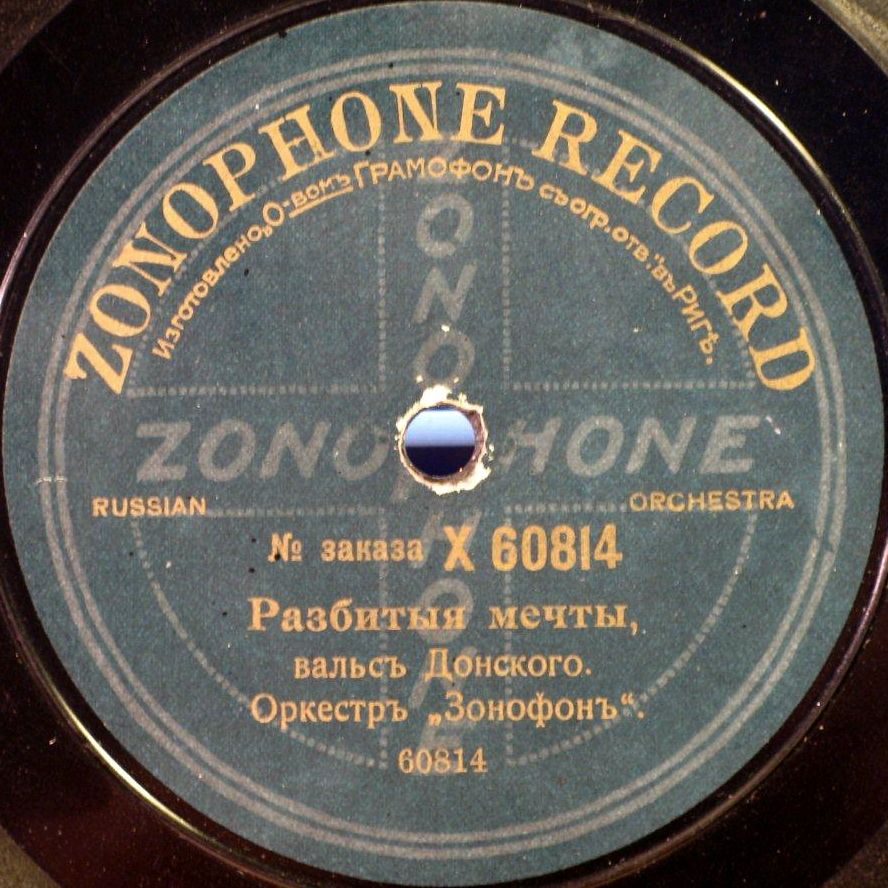 ZONOPHONE RECORD
Изготовлено „О-вомъ ГРАМОФОНЪ съ огр. отв.“ въ Ригѣ.
ZONOPHONE
ZONOPHONE
RUSSIAN ORCHESTRA
№ заказа X 60814
Разбитыя мечты,
вальсъ Донского.
Оркестръ „Зонофонъ“.
60814